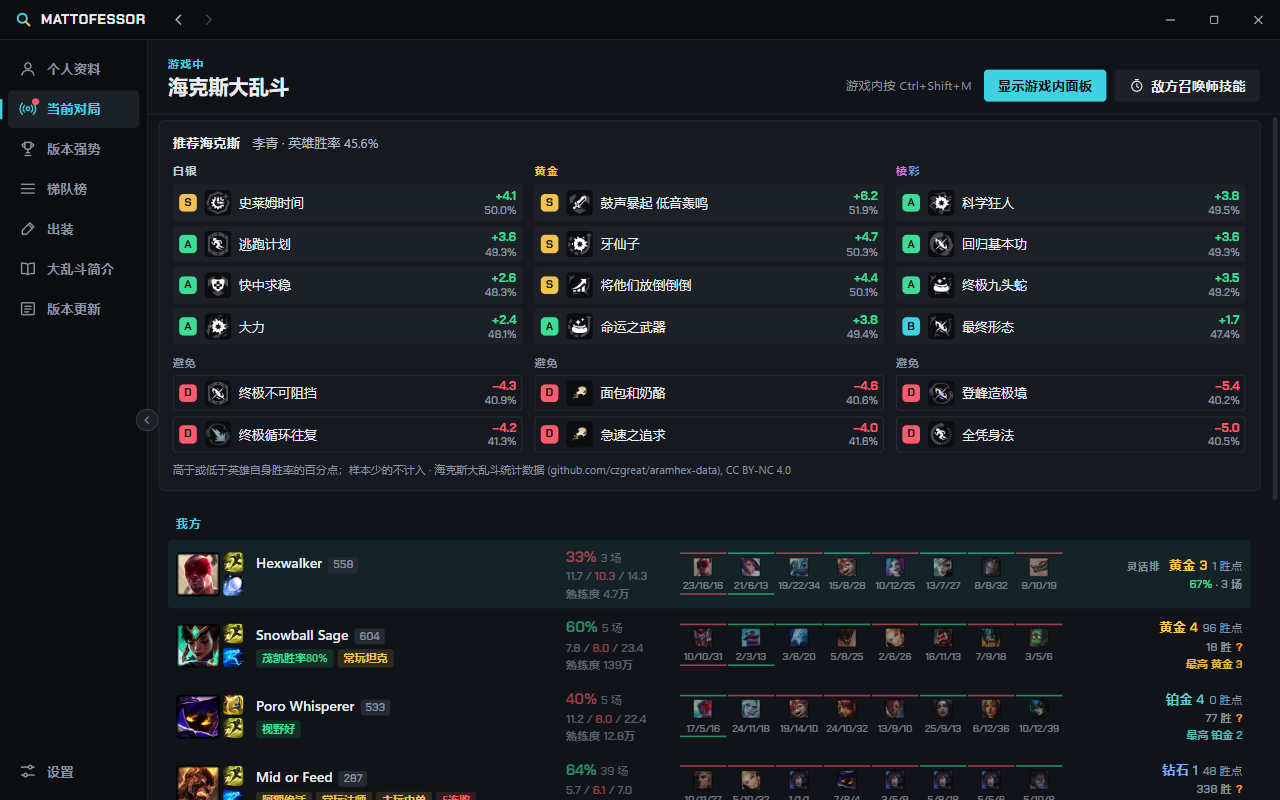 MATTOFESSOR
个人资料
当前对局
版本强势
梯队榜
出装
大乱斗简介
版本更新
设置
游戏中
海克斯大乱斗
游戏内按 Ctrl+Shift+M
显示游戏内面板
敌方召唤师技能
推荐海克斯 李青 · 英雄胜率 45.6%
白银
S 史莱姆时间 +4.1 50.0%
A 逃跑计划 +3.6 49.3%
A 快中求稳 +2.6 48.3%
A 大力 +2.4 48.1%
避免
D 终极不可阻挡 −4.3 40.9%
D 终极循环往复 −4.2 41.3%
黄金
S 鼓声暴起 低音轰鸣 +6.2 51.9%
S 牙仙子 +4.7 50.3%
S 将他们放倒倒倒 +4.4 50.1%
A 命运之武器 +3.8 49.4%
避免
D 面包和奶酪 −4.6 40.6%
D 急速之追求 −4.0 41.6%
棱彩
A 科学狂人 +3.8 49.5%
A 回归基本功 +3.6 49.3%
A 终极九头蛇 +3.5 49.2%
B 最终形态 +1.7 47.4%
避免
D 登峰造极境 −5.4 40.2%
D 全凭身法 −5.0 40.5%
高于或低于英雄自身胜率的百分点；样本少的不计入 · 海克斯大乱斗统计数据 (github.com/czgreat/aramhex-data), CC BY-NC 4.0
我方
Hexwalker 558
33% 3 场
11.7 / 10.3 / 14.3
熟练度 4.7万
23/16/16 21/6/13 19/22/34 15/8/28 10/12/25 13/7/27 8/8/32 9/10/19
灵活排 黄金 3 1 胜点
67% · 3 场
Snowball Sage 604
茂凯胜率80% 常玩坦克
60% 5 场
7.8 / 8.0 / 23.4
熟练度 139万
10/10/31 2/3/13 3/6/20 5/8/25 2/6/26 16/11/13 7/9/18 3/5/6
黄金 4 96 胜点
18 胜 ?
最高 黄金 3
Poro Whisperer 533
视野好
40% 5 场
11.2 / 8.0 / 22.4
熟练度 12.8万
17/5/16 24/11/18 19/14/10 24/10/32 13/9/10 25/9/13 6/12/36 10/12/39
铂金 4 0 胜点
77 胜 ?
最高 铂金 2
Mid or Feed 287
64% 39 场
5.7 / 6.1 / 7.0
钻石 1 48 胜点
338 胜 ?